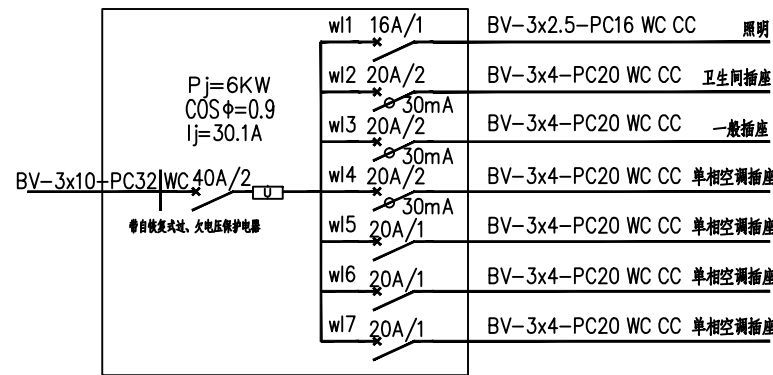 wl1 16A/1 BV-3x2.5-PC16 WC CC 照明
wl2 20A/2 BV-3x4-PC20 WC CC 卫生间插座
30mA
wl3 20A/2 BV-3x4-PC20 WC CC 一般插座
30mA
Pj=6KW
COSΦ=0.9
Ij=30.1A
BV-3x10-PC32 WC 40A/2 U
wl4 20A/2 BV-3x4-PC20 WC CC 单相空调插座
30mA
带自恢复式过、欠电压保护电器
wl5 20A/1 BV-3x4-PC20 WC CC 单相空调插座
wl6 20A/1 BV-3x4-PC20 WC CC 单相空调插座
wl7 20A/1 BV-3x4-PC20 WC CC 单相空调插座